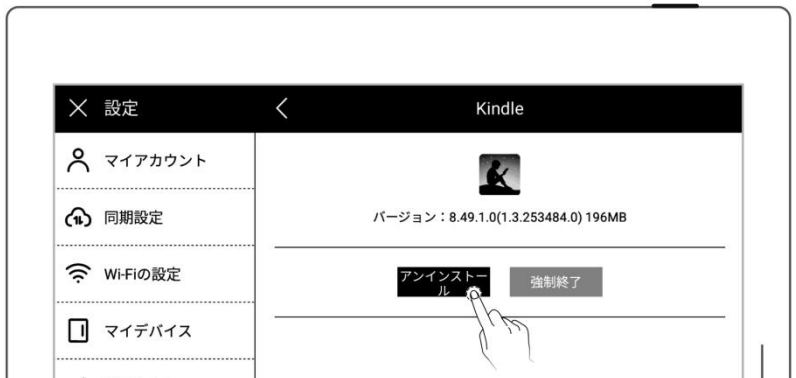 設定
Kindle
マイアカウント
バージョン：8.49.1.0(1.3.253484.0) 196MB
同期設定
Wi-Fiの設定
アンインストー
ル
強制終了
マイデバイス